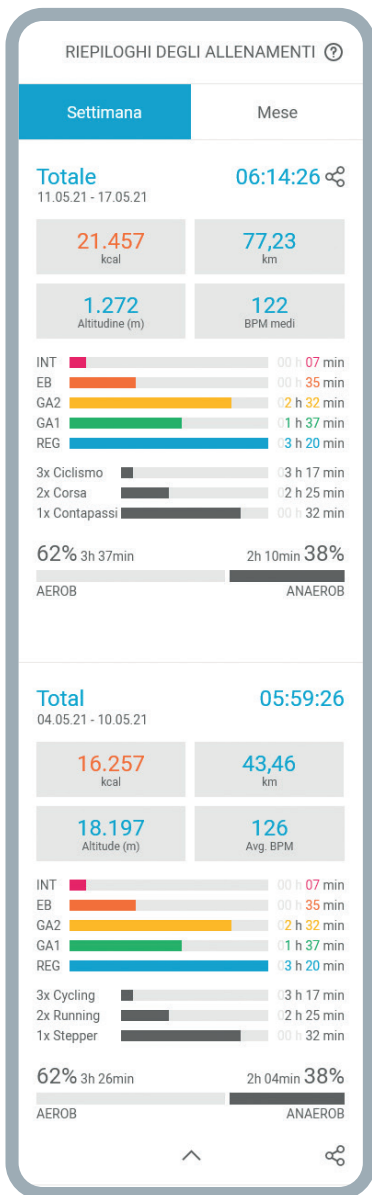 RIEPILOGHI DEGLI ALLENAMENTI ?
Settimana Mese
Totale 06:14:26
11.05.21 - 17.05.21
21.457 77,23
kcal km
1.272 122
Altitudine (m) BPM medi
INT 00 h 07 min
EB 00 h 35 min
GA2 02 h 32 min
GA1 01 h 37 min
REG 03 h 20 min
3x Ciclismo 03 h 17 min
2x Corsa 02 h 25 min
1x Contapassi 00 h 32 min
62% 3h 37min 2h 10min 38%
AEROB ANAEROB
Total 05:59:26
04.05.21 - 10.05.21
16.257 43,46
kcal km
18.197 126
Altitude (m) Avg. BPM
INT 00 h 07 min
EB 00 h 35 min
GA2 02 h 32 min
GA1 01 h 37 min
REG 03 h 20 min
3x Cycling 03 h 17 min
2x Running 02 h 25 min
1x Stepper 00 h 32 min
62% 3h 26min 2h 04min 38%
AEROB ANAEROB